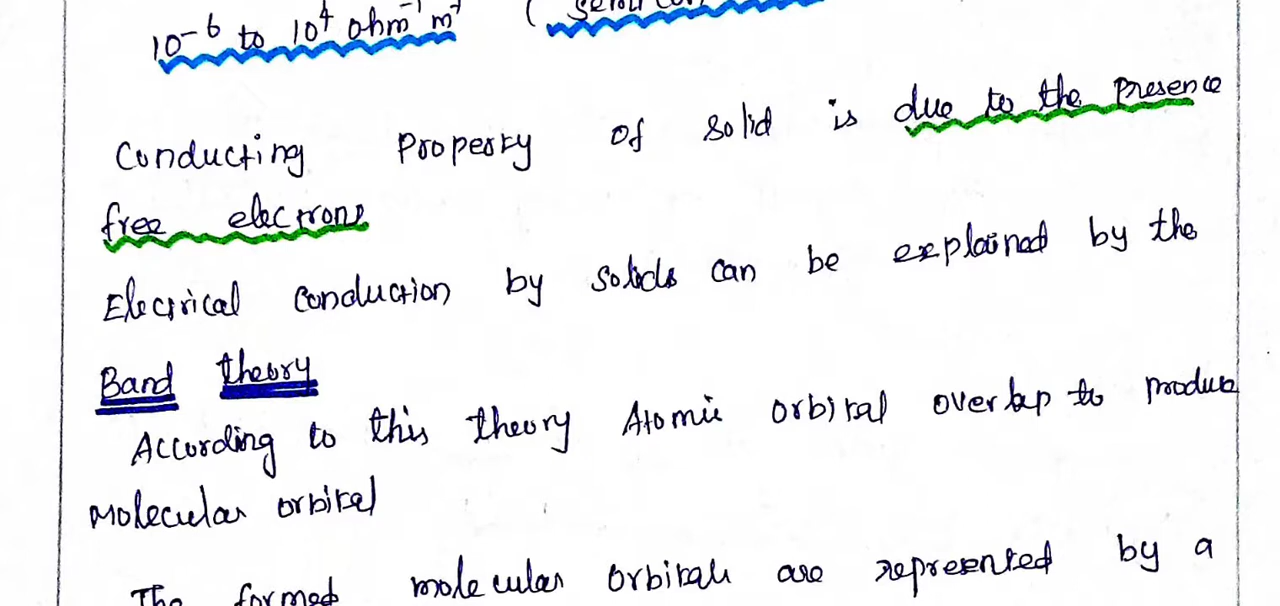 10⁻⁶ to 10⁴ ohm⁻¹ m⁻¹ (
Conducting Property of solid is due to the Presence
free electrons
Electrical conduction by solids can be explained by the
Band theory
According to this theory Atomic orbital overlap to produce
Molecular orbital
The formed molecular orbitals are represented by a